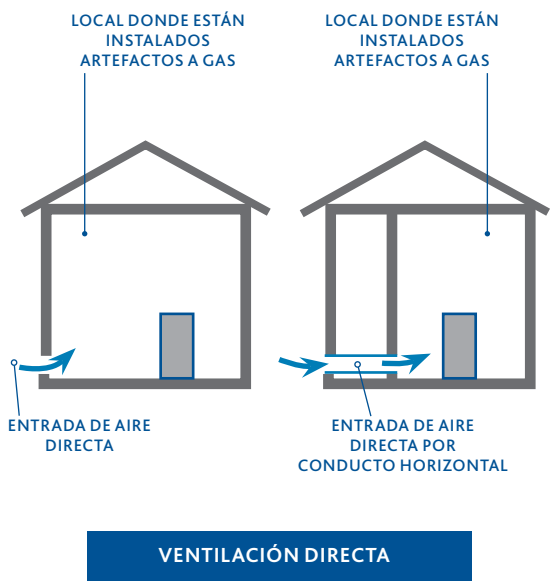 LOCAL DONDE ESTÁN
INSTALADOS
ARTEFACTOS A GAS
LOCAL DONDE ESTÁN
INSTALADOS
ARTEFACTOS A GAS
ENTRADA DE AIRE
DIRECTA
ENTRADA DE AIRE
DIRECTA POR
CONDUCTO HORIZONTAL
VENTILACIÓN DIRECTA